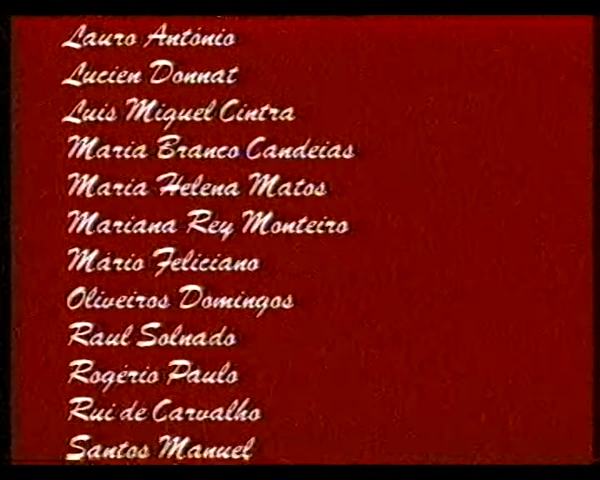 Lauro António
Lucien Donnat
Luis Miguel Cintra
Maria Branco Candeias
Maria Helena Matos
Mariana Rey Monteiro
Mário Feliciano
Oliveiros Domingos
Raul Solnado
Rogério Paulo
Rui de Carvalho
Santos Manuel